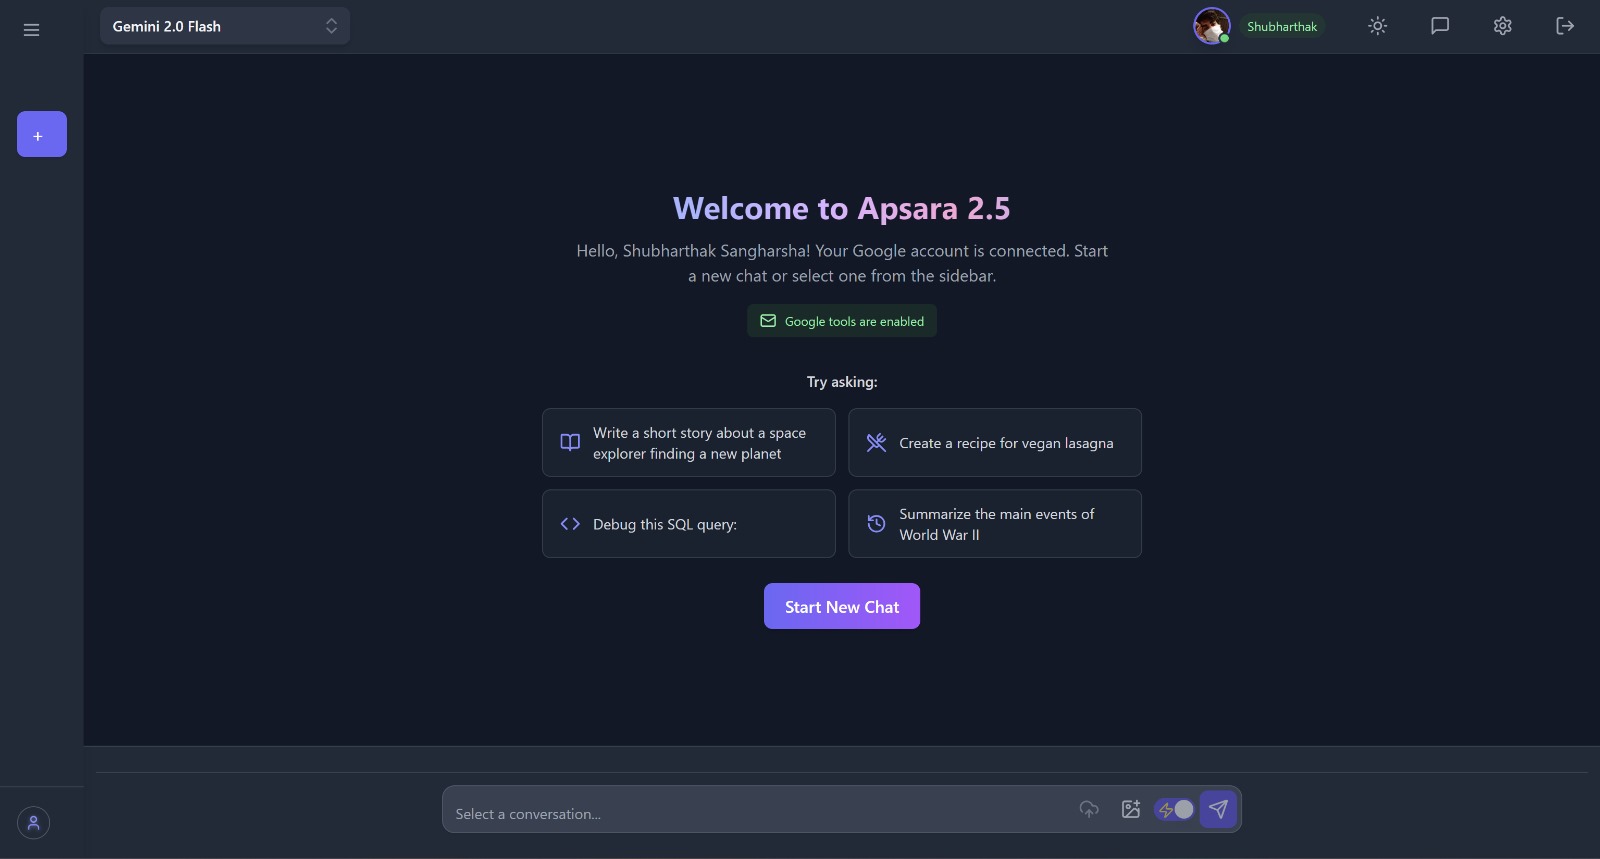 Gemini 2.0 Flash
Shubharthak
+
Welcome to Apsara 2.5
Hello, Shubharthak Sangharsha! Your Google account is connected. Start
a new chat or select one from the sidebar.
Google tools are enabled
Try asking:
Write a short story about a space
explorer finding a new planet
Create a recipe for vegan lasagna
Debug this SQL query:
Summarize the main events of
World War II
Start New Chat
Select a conversation...